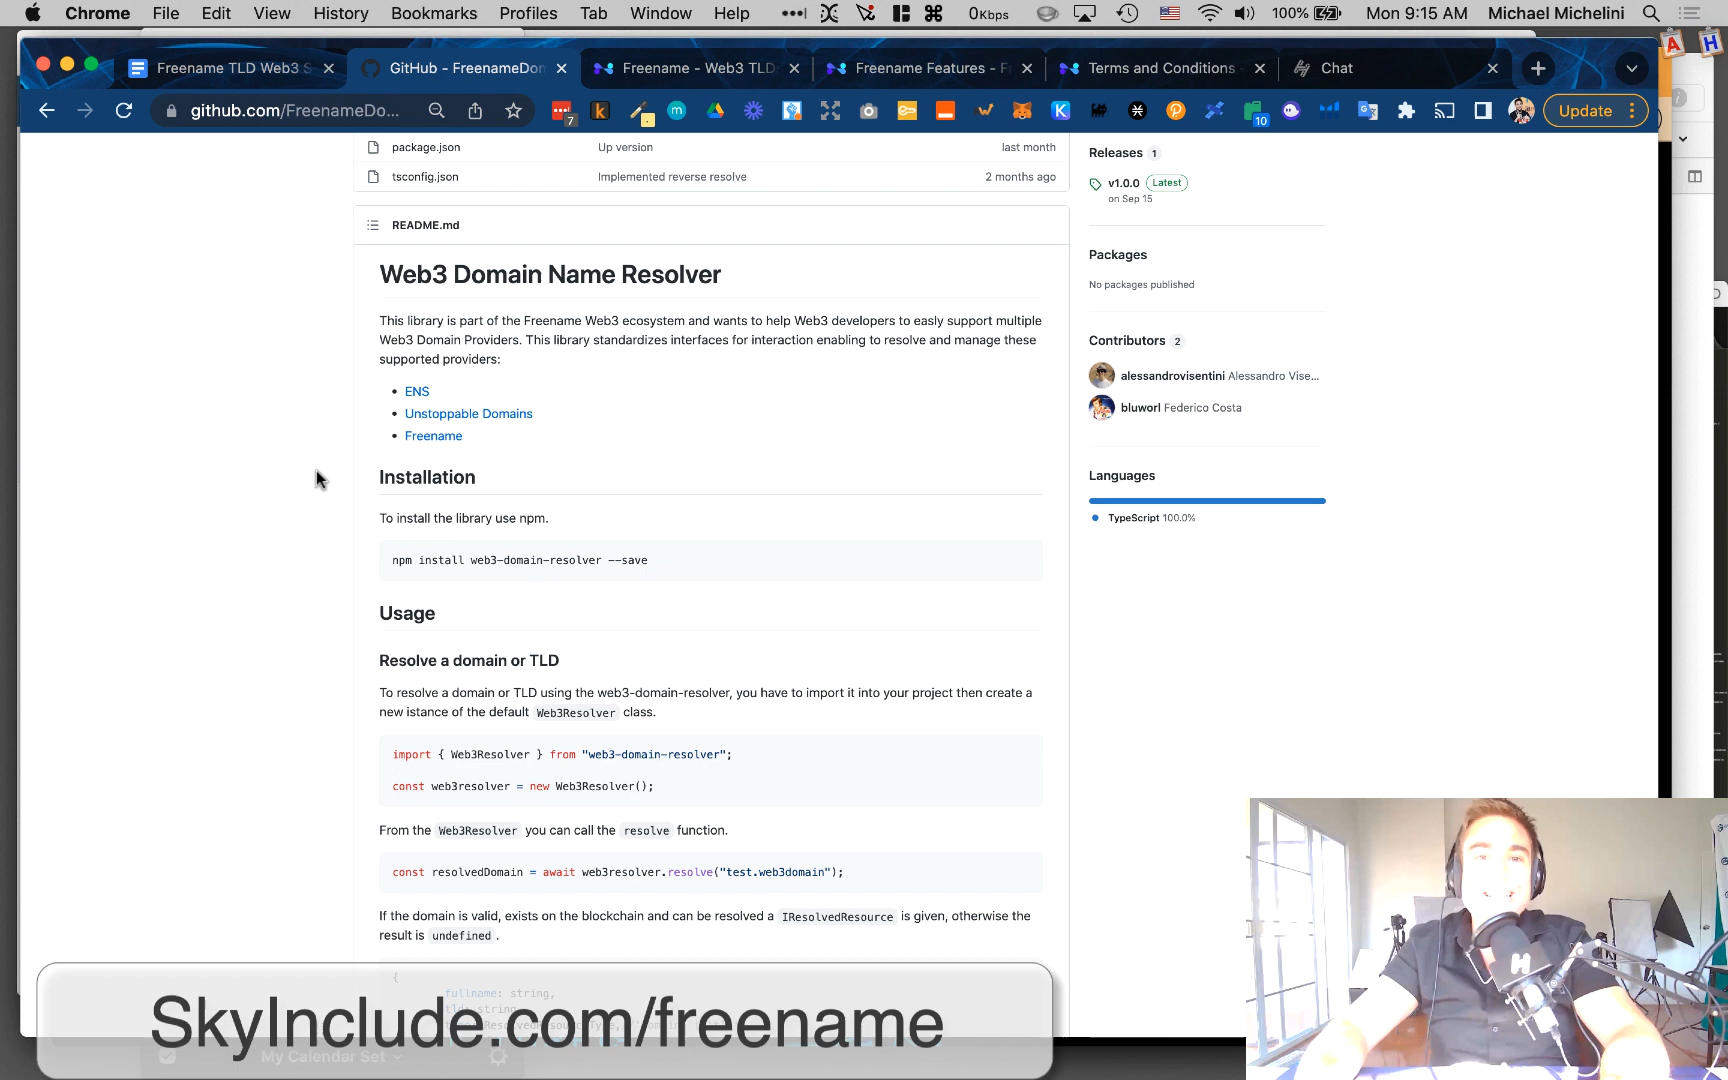 Chrome File Edit View History Bookmarks Profiles Tab Window Help 0Kbps 100% Mon 9:15 AM Michael Michelini
Freename TLD Web3 S GitHub - FreenameDon Freename - Web3 TLD Freename Features - F Terms and Conditions - Chat
github.com/FreenameDo... 7 10 Update
package.json Up version last month
tsconfig.json Implemented reverse resolve 2 months ago
README.md
Web3 Domain Name Resolver
This library is part of the Freename Web3 ecosystem and wants to help Web3 developers to easly support multiple
Web3 Domain Providers. This library standardizes interfaces for interaction enabling to resolve and manage these
supported providers:
• ENS
• Unstoppable Domains
• Freename
Installation
To install the library use npm.
npm install web3-domain-resolver --save
Usage
Resolve a domain or TLD
To resolve a domain or TLD using the web3-domain-resolver, you have to import it into your project then create a
new istance of the default Web3Resolver class.
import { Web3Resolver } from "web3-domain-resolver";
const web3resolver = new Web3Resolver();
From the Web3Resolver you can call the resolve function.
const resolvedDomain = await web3resolver.resolve("test.web3domain");
If the domain is valid, exists on the blockchain and can be resolved a IResolvedResource is given, otherwise the
result is undefined.
{
fullname: string,
tld: string
Releases 1
v1.0.0 Latest
on Sep 15
Packages
No packages published
Contributors 2
alessandrovisentini Alessandro Vise...
bluworl Federico Costa
Languages
TypeScript 100.0%
SkyInclude.com/freename
My Calendar Set
A H
H